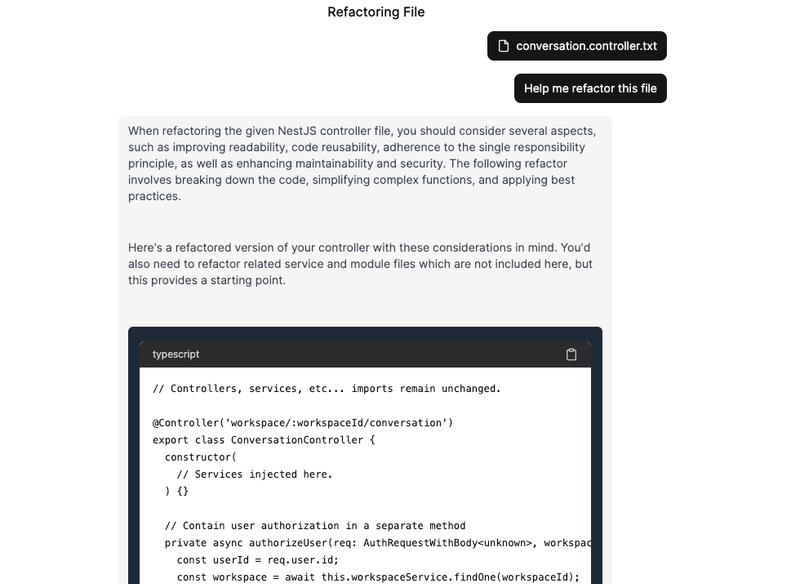 Refactoring File
conversation.controller.txt
Help me refactor this file
When refactoring the given NestJS controller file, you should consider several aspects,
such as improving readability, code reusability, adherence to the single responsibility
principle, as well as enhancing maintainability and security. The following refactor
involves breaking down the code, simplifying complex functions, and applying best
practices.
Here's a refactored version of your controller with these considerations in mind. You'd
also need to refactor related service and module files which are not included here, but
this provides a starting point.
typescript
// Controllers, services, etc... imports remain unchanged.
@Controller('workspace/:workspaceId/conversation')
export class ConversationController {
constructor(
// Services injected here.
) {}
// Contain user authorization in a separate method
private async authorizeUser(req: AuthRequestWithBody<unknown>, workspac
const userId = req.user.id;
const workspace = await this.workspaceService.findOne(workspaceId);